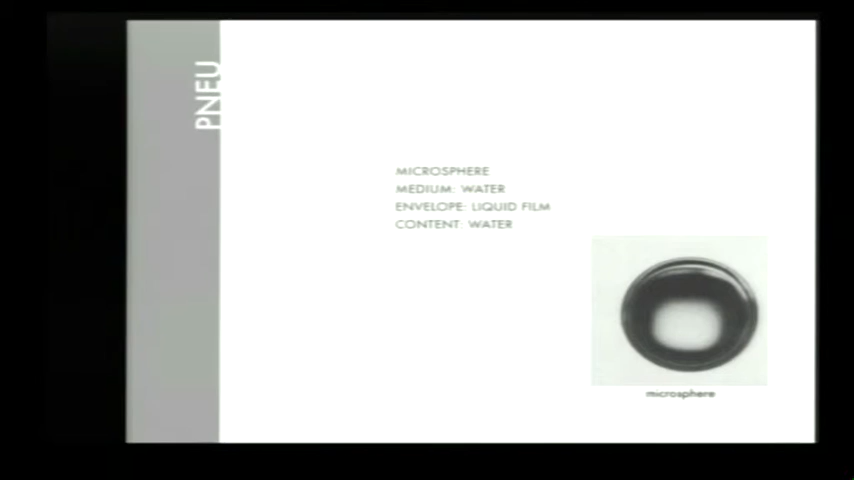 PNEU
MICROSPHERE
MEDIUM: WATER
ENVELOPE: LIQUID FILM
CONTENT: WATER
microsphere